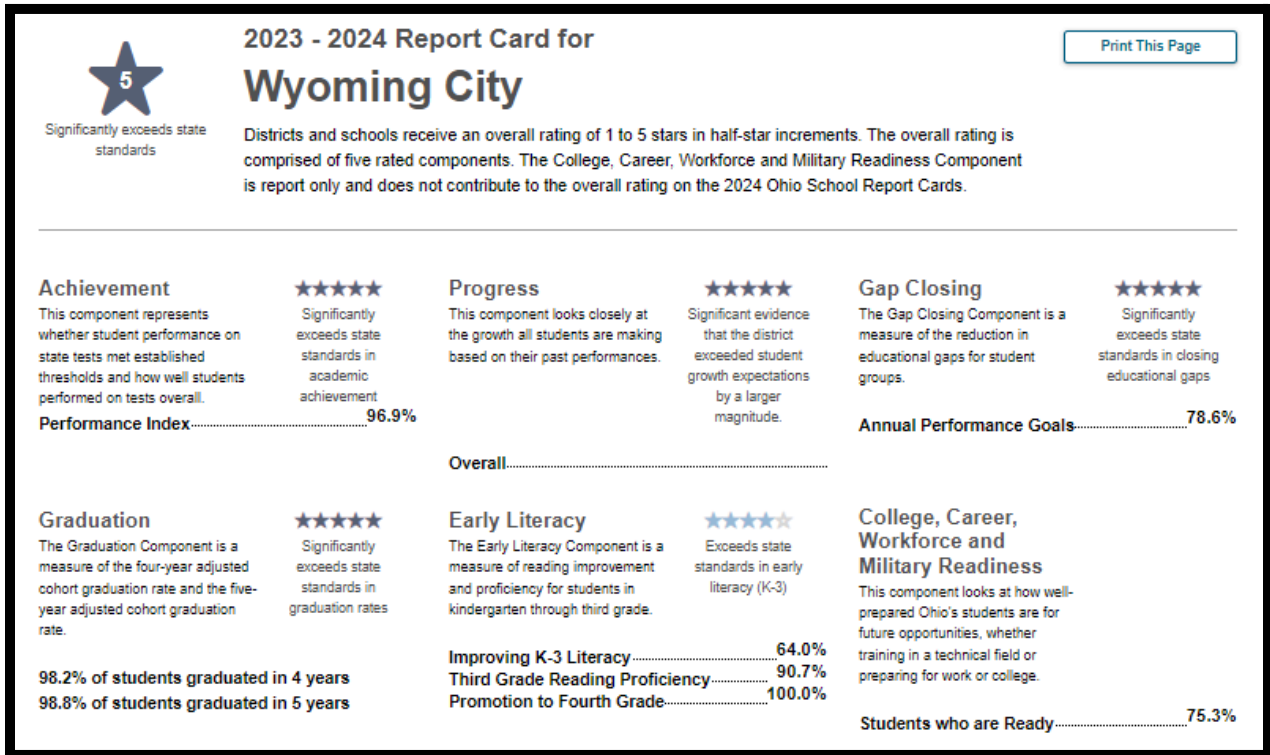 5
Significantly exceeds state
standards
2023 - 2024 Report Card for
Wyoming City
Print This Page
Districts and schools receive an overall rating of 1 to 5 stars in half-star increments. The overall rating is
comprised of five rated components. The College, Career, Workforce and Military Readiness Component
is report only and does not contribute to the overall rating on the 2024 Ohio School Report Cards.
Achievement
This component represents
whether student performance on
state tests met established
thresholds and how well students
performed on tests overall.
★★★★★
Significantly
exceeds state
standards in
academic
achievement
Performance Index 96.9%
Progress
This component looks closely at
the growth all students are making
based on their past performances.
★★★★★
Significant evidence
that the district
exceeded student
growth expectations
by a larger
magnitude.
Overall
Gap Closing
The Gap Closing Component is a
measure of the reduction in
educational gaps for student
groups.
★★★★★
Significantly
exceeds state
standards in closing
educational gaps
Annual Performance Goals 78.6%
Graduation
The Graduation Component is a
measure of the four-year adjusted
cohort graduation rate and the five-
year adjusted cohort graduation
rate.
★★★★★
Significantly
exceeds state
standards in
graduation rates
98.2% of students graduated in 4 years
98.8% of students graduated in 5 years
Early Literacy
The Early Literacy Component is a
measure of reading improvement
and proficiency for students in
kindergarten through third grade.
★★★★☆
Exceeds state
standards in early
literacy (K-3)
Improving K-3 Literacy 64.0%
Third Grade Reading Proficiency 90.7%
Promotion to Fourth Grade 100.0%
College, Career,
Workforce and
Military Readiness
This component looks at how well-
prepared Ohio's students are for
future opportunities, whether
training in a technical field or
preparing for work or college.
Students who are Ready 75.3%